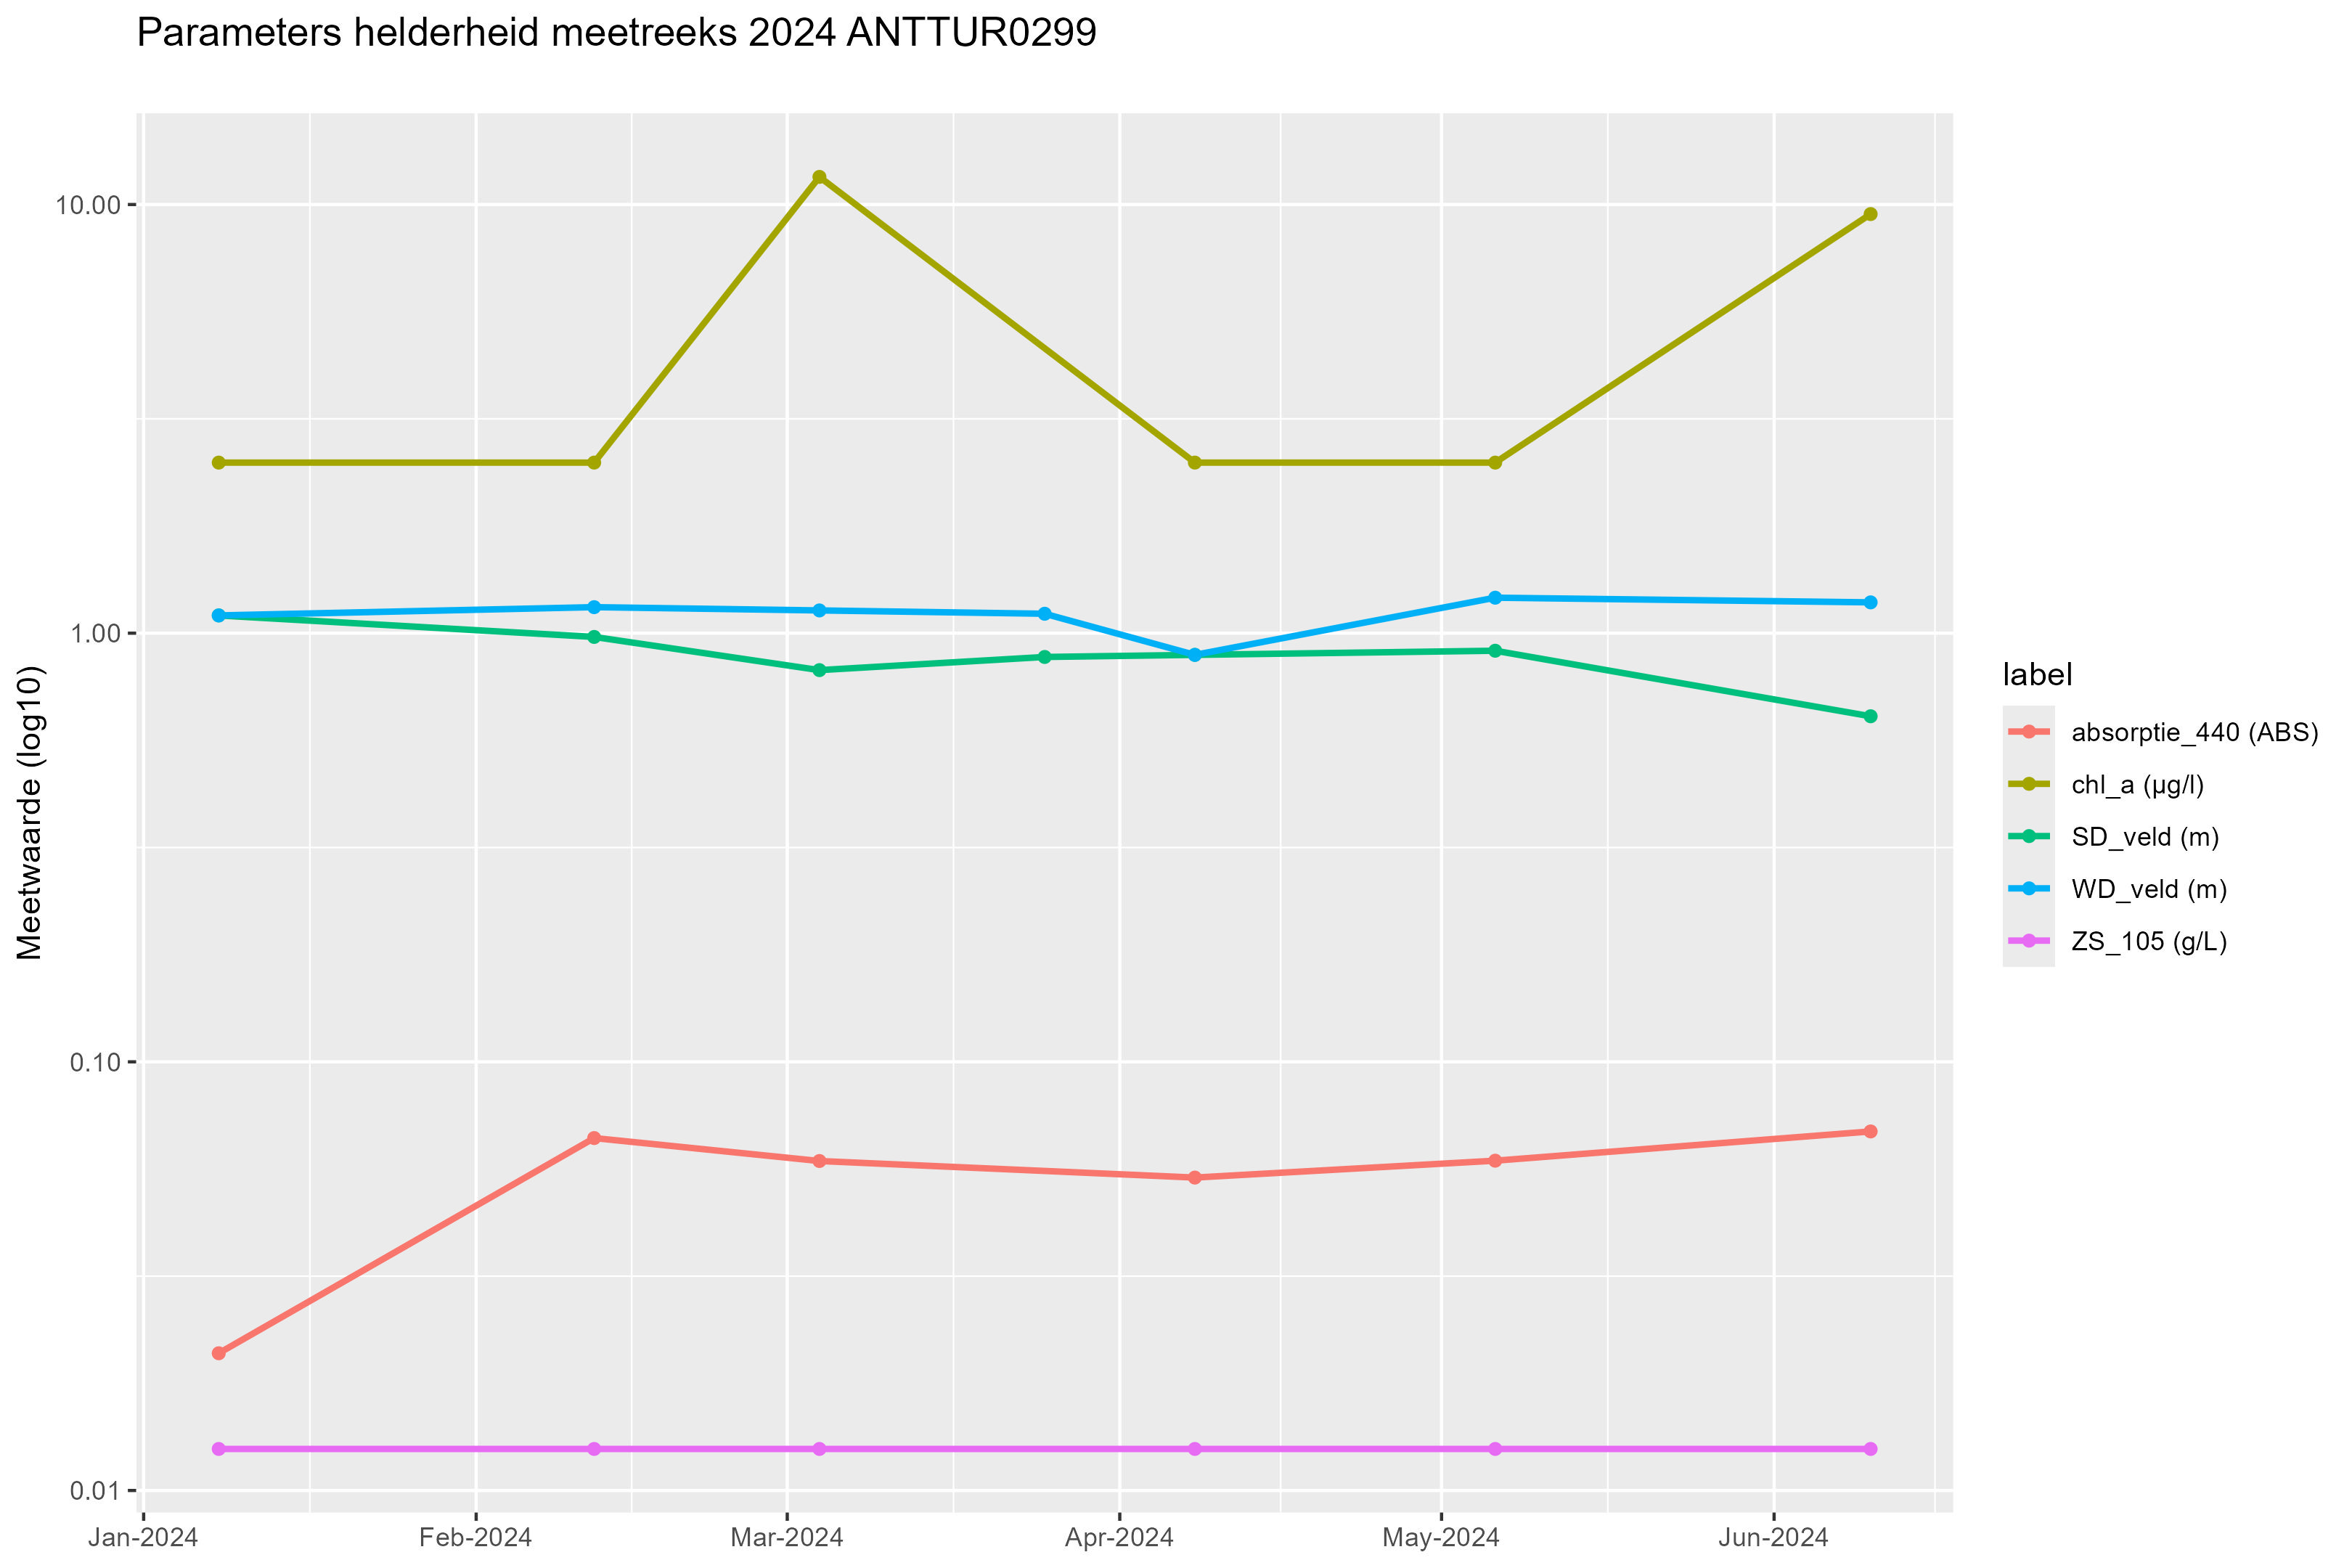 Parameters helderheid meetreeks 2024 ANTTUR0299
Meetwaarde (log10)
10.00
1.00
0.10
0.01
Jan-2024
Feb-2024
Mar-2024
Apr-2024
May-2024
Jun-2024
label
absorptie_440 (ABS)
chl_a (µg/l)
SD_veld (m)
WD_veld (m)
ZS_105 (g/L)